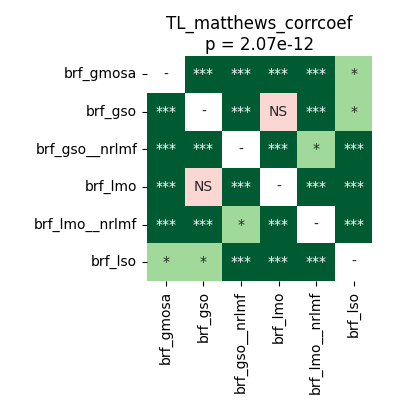 TL_matthews_corrcoef
p = 2.07e-12
brf_gmosa - *** *** *** *** *
brf_gso *** - *** NS *** *
brf_gso__nrlmf *** *** - *** * ***
brf_lmo *** NS *** - *** ***
brf_lmo__nrlmf *** *** * *** - ***
brf_lso * * *** *** *** -
brf_gmosa
brf_gso
brf_gso__nrlmf
brf_lmo
brf_lmo__nrlmf
brf_lso